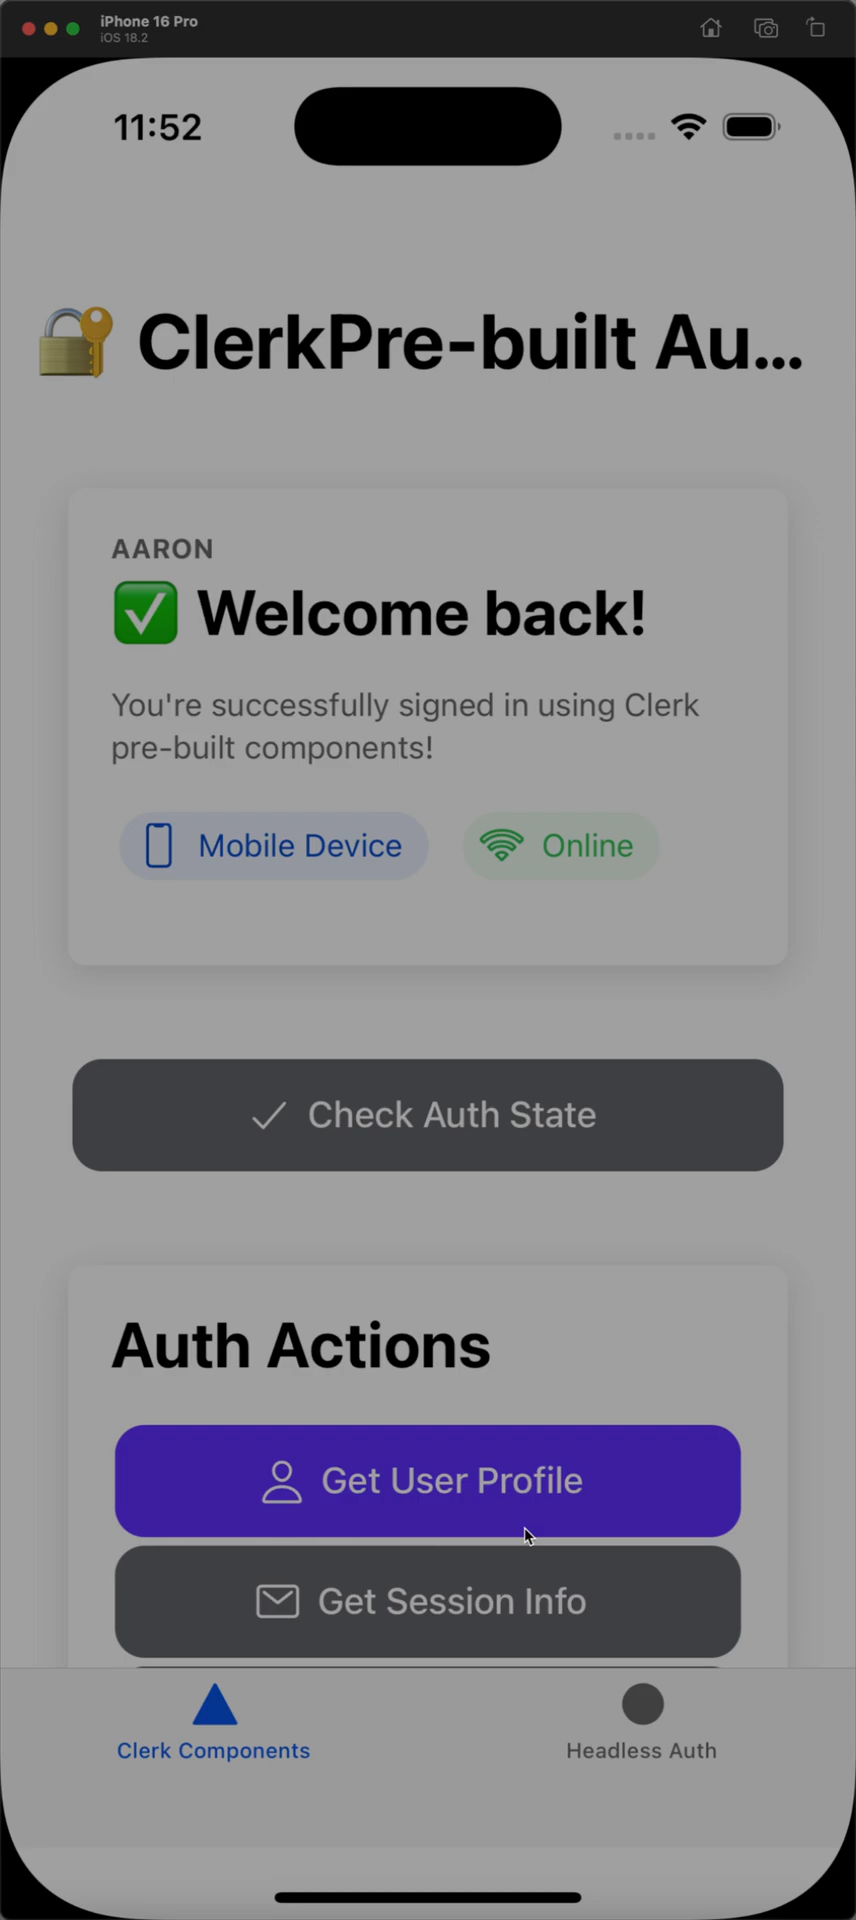 iPhone 16 Pro
iOS 18.2
11:52
ClerkPre-built Au...
AARON
Welcome back!
You're successfully signed in using Clerk
pre-built components!
Mobile Device
Online
Check Auth State
Auth Actions
Get User Profile
Get Session Info
Clerk Components
Headless Auth